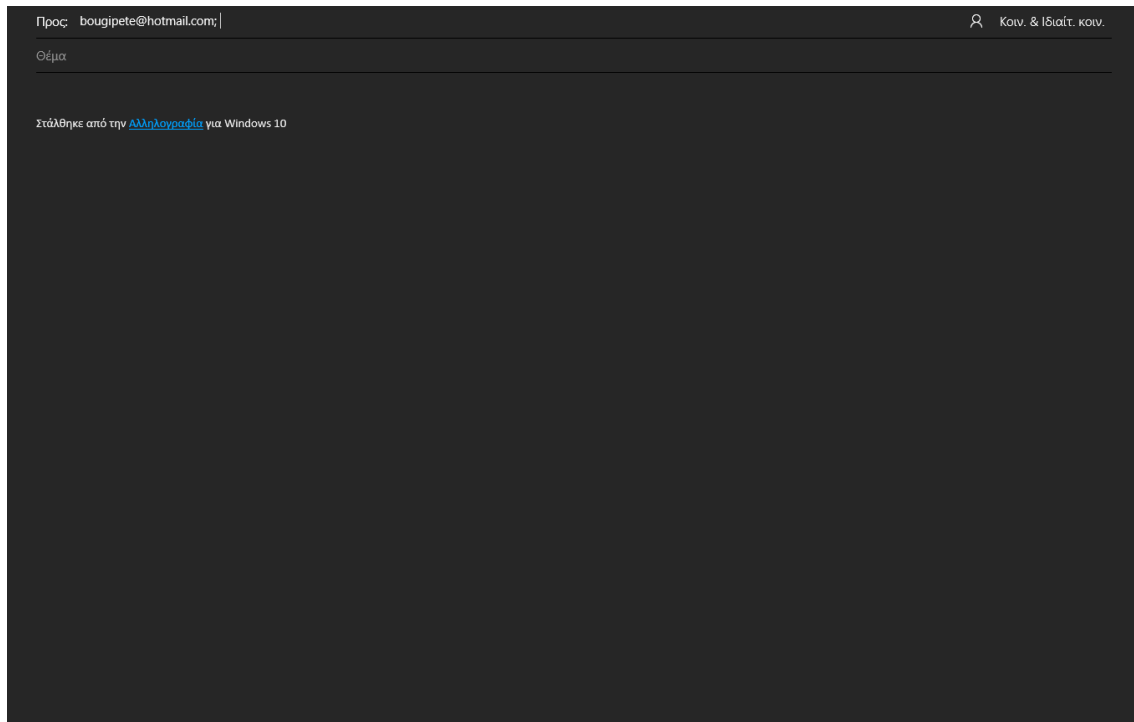 Προς: bougipete@hotmail.com; Κοιν. & Ιδιαίτ. κοιν.
Θέμα
Στάλθηκε από την Αλληλογραφία για Windows 10